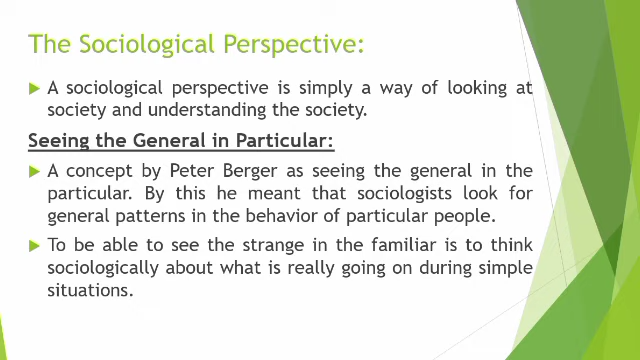 The Sociological Perspective:
A sociological perspective is simply a way of looking at
society and understanding the society.
Seeing the General in Particular:
A concept by Peter Berger as seeing the general in the
particular. By this he meant that sociologists look for
general patterns in the behavior of particular people.
To be able to see the strange in the familiar is to think
sociologically about what is really going on during simple
situations.